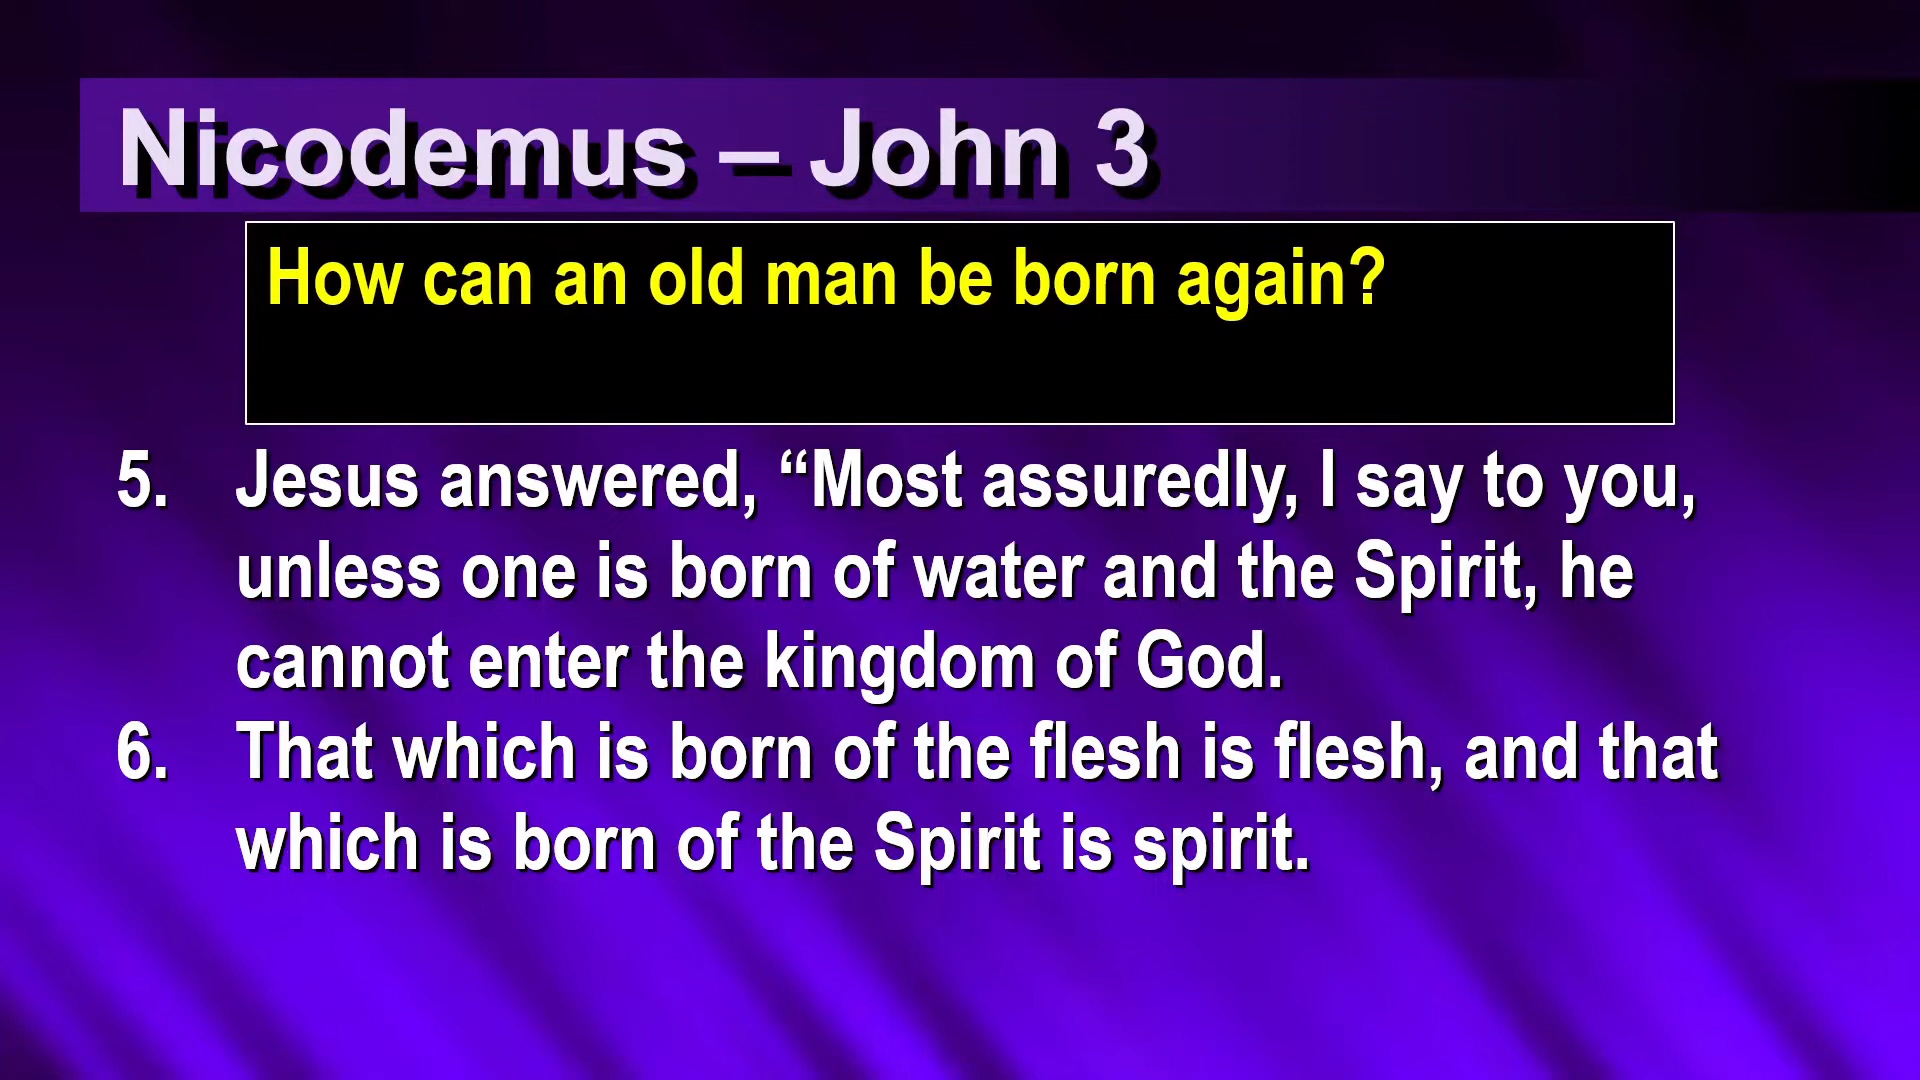 Nicodemus – John 3
How can an old man be born again?
5. Jesus answered, “Most assuredly, I say to you,
unless one is born of water and the Spirit, he
cannot enter the kingdom of God.
6. That which is born of the flesh is flesh, and that
which is born of the Spirit is spirit.